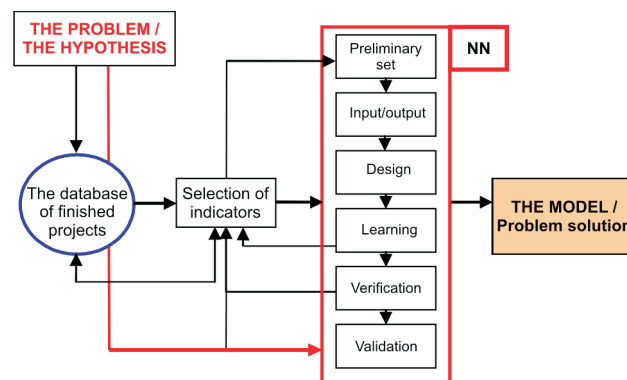 THE PROBLEM /
THE HYPOTHESIS
Preliminary
set
NN
Input/output
Design
The database
of finished
projects
Selection of
indicators
Learning
THE MODEL /
Problem solution
Verification
Validation